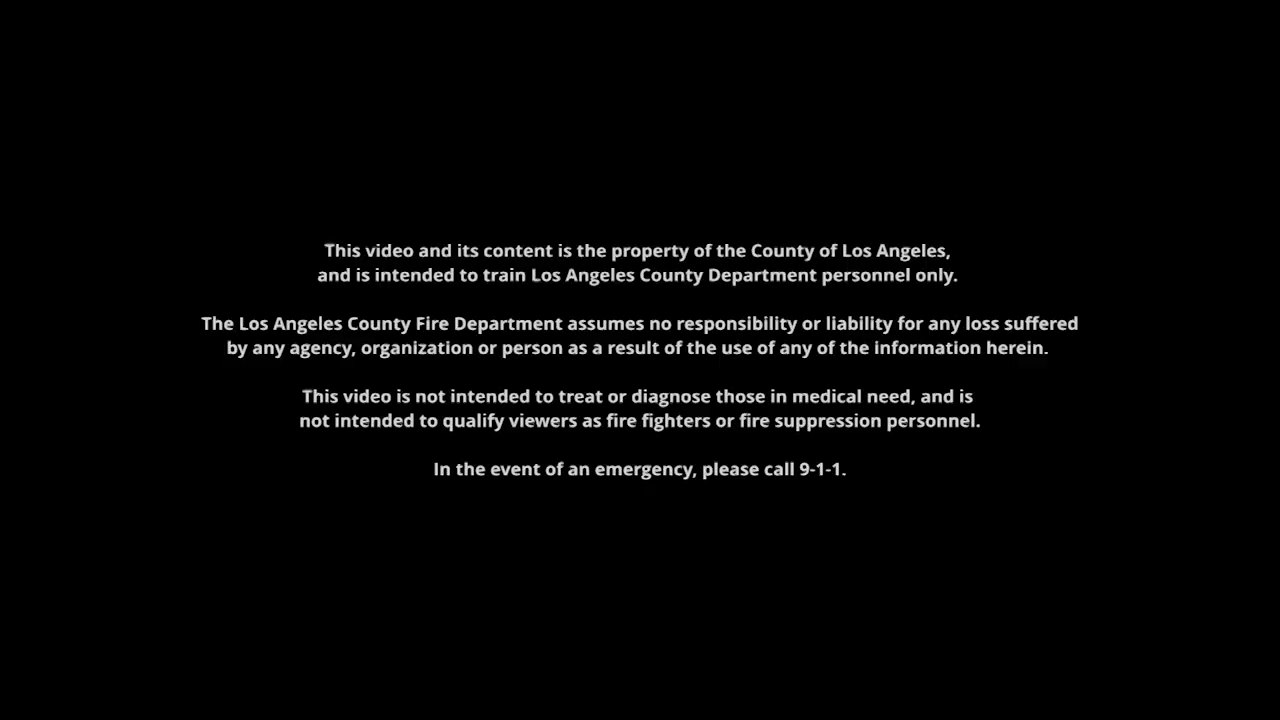 This video and its content is the property of the County of Los Angeles,
and is intended to train Los Angeles County Department personnel only.
The Los Angeles County Fire Department assumes no responsibility or liability for any loss suffered
by any agency, organization or person as a result of the use of any of the information herein.
This video is not intended to treat or diagnose those in medical need, and is
not intended to qualify viewers as fire fighters or fire suppression personnel.
In the event of an emergency, please call 9-1-1.